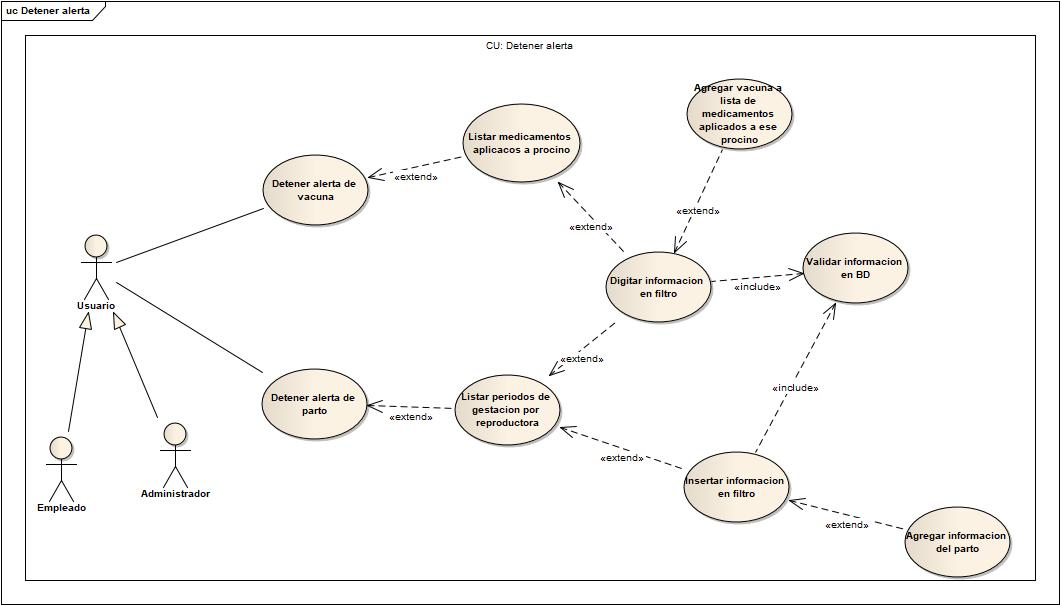 uc Detener alerta
CU: Detener alerta
Agregar vacuna a
lista de
medicamentos
aplicados a ese
procino
Listar medicamentos
aplicacos a procino
«extend»
Detener alerta de
vacuna
«extend»
«extend»
Validar informacion
en BD
Digitar informacion
en filtro
«include»
Usuario
«extend»
Detener alerta de
parto
«extend»
Listar periodos de
gestacion por
reproductora
«include»
«extend»
Insertar informacion
en filtro
Empleado
Administrador
«extend»
Agregar informacion
del parto